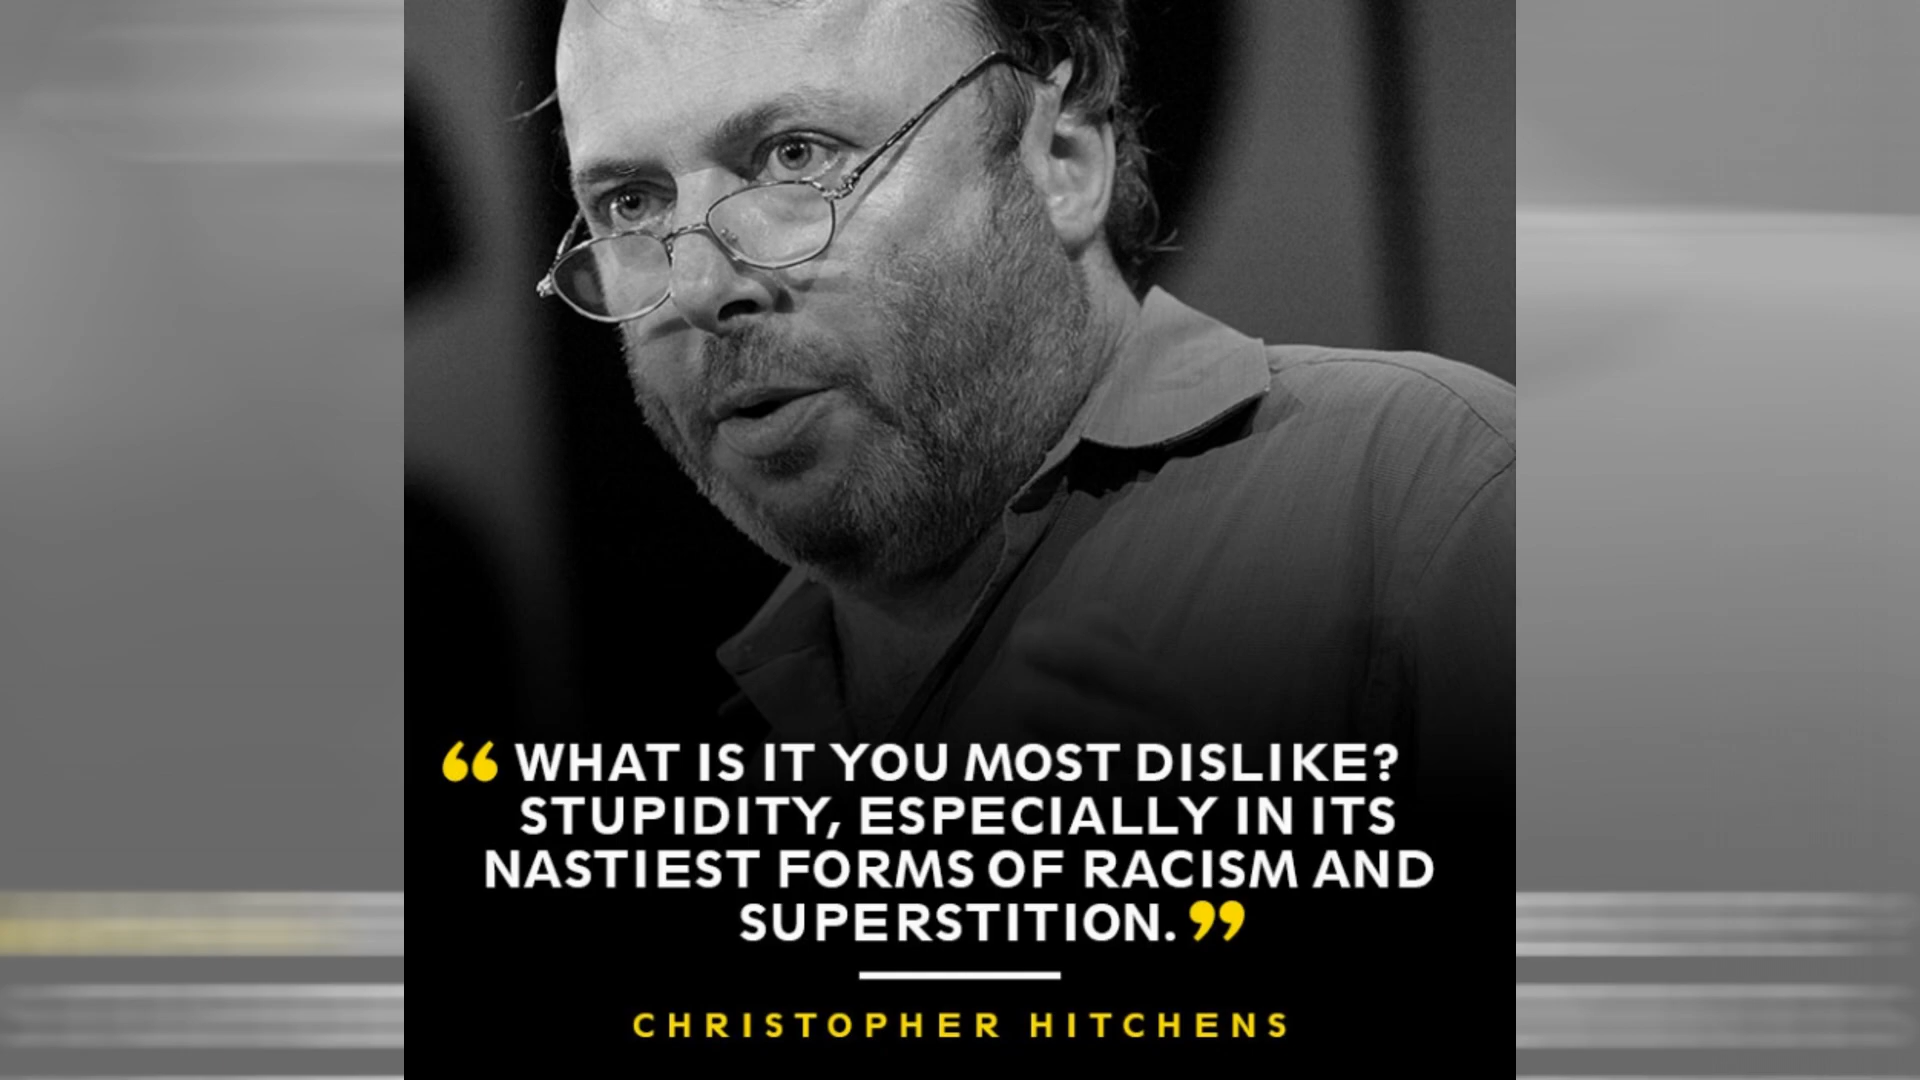 “ WHAT IS IT YOU MOST DISLIKE?
STUPIDITY, ESPECIALLY IN ITS
NASTIEST FORMS OF RACISM AND
SUPERSTITION. ”
CHRISTOPHER HITCHENS